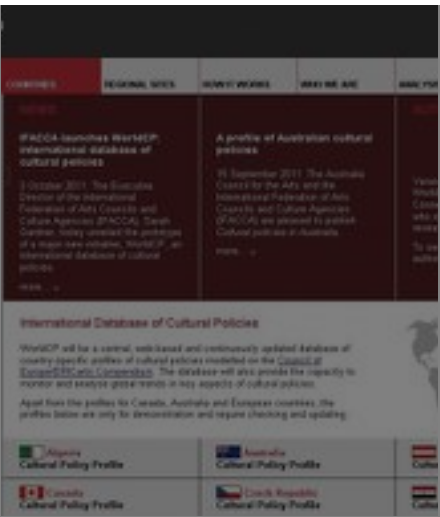 COUNTRIES
REGIONAL SITES
HOW IT WORKS
WHO WE ARE
NEWS
IFACCA launches WorldCP:
international database of
cultural policies
3 October 2011. The Executive
Director of the International
Federation of Arts Councils and
Culture Agencies (IFACCA), Sarah
Gardner, today unveiled the prototype
of a major new initiative, WorldCP, an
international database of cultural
policies.
more...
A profile of Australian cultural
policies
15 September 2011. The Australia
Council for the Arts and the
International Federation of Arts
Councils and Culture Agencies
(IFACCA) are pleased to publish
Cultural policies in Australia.
more...
International Database of Cultural Policies
WorldCP will be a central, web-based and continuously updated database of
country-specific profiles of cultural policies modelled on the Council of
Europe/ERICarts Compendium. The database will also provide the capacity to
monitor and analyse global trends in key aspects of cultural policies.
Apart from the profiles for Canada, Australia and European countries, the
profiles below are only for demonstration and require checking and updating.
Algeria
Cultural Policy Profile
Australia
Cultural Policy Profile
Canada
Cultural Policy Profile
Czech Republic
Cultural Policy Profile